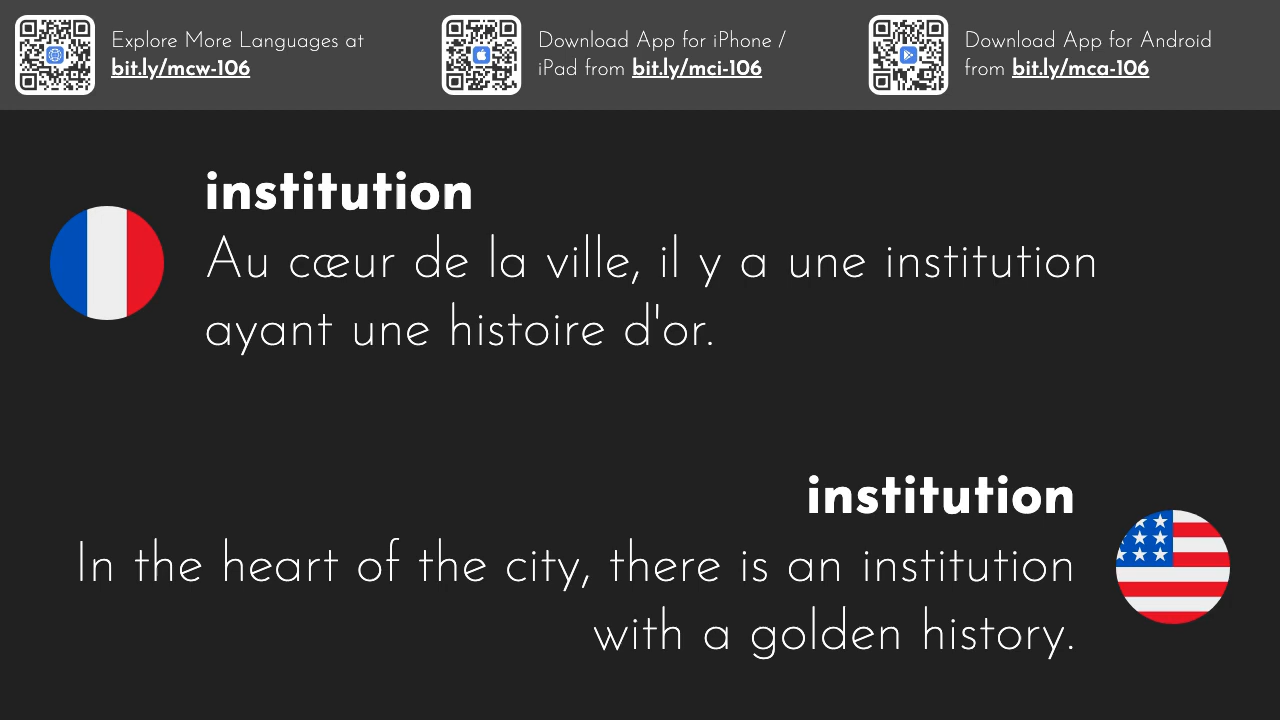 Explore More Languages at
bit.ly/mcw-106
Download App for iPhone /
iPad from bit.ly/mci-106
Download App for Android
from bit.ly/mca-106
institution
Au cœur de la ville, il y a une institution
ayant une histoire d'or.
institution
In the heart of the city, there is an institution
with a golden history.